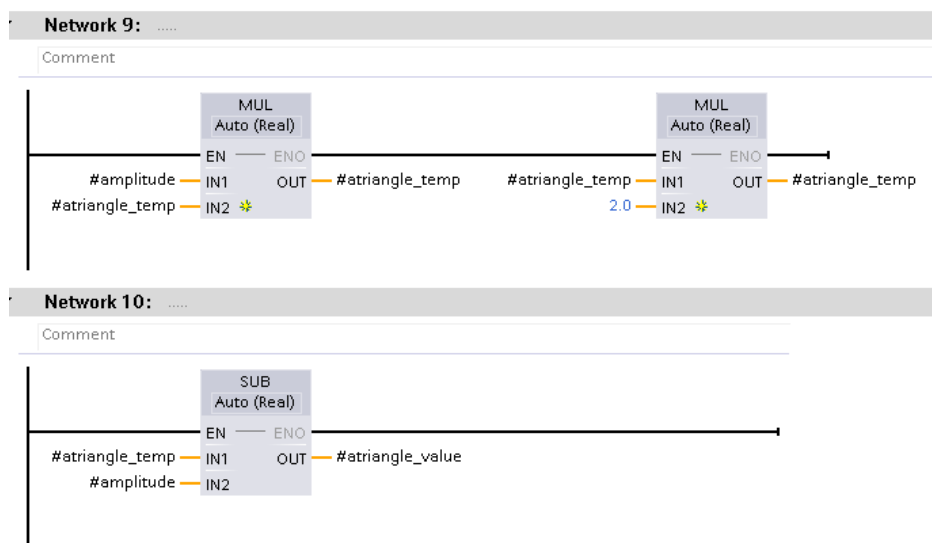 Network 9: .....
Comment
MUL MUL
Auto (Real) Auto (Real)
EN ENO EN ENO
#amplitude IN1 OUT #atriangle_temp #atriangle_temp IN1 OUT #atriangle_temp
#atriangle_temp IN2 2.0 IN2
Network 10: .....
Comment
SUB
Auto (Real)
EN ENO
#atriangle_temp IN1 OUT #atriangle_value
#amplitude IN2